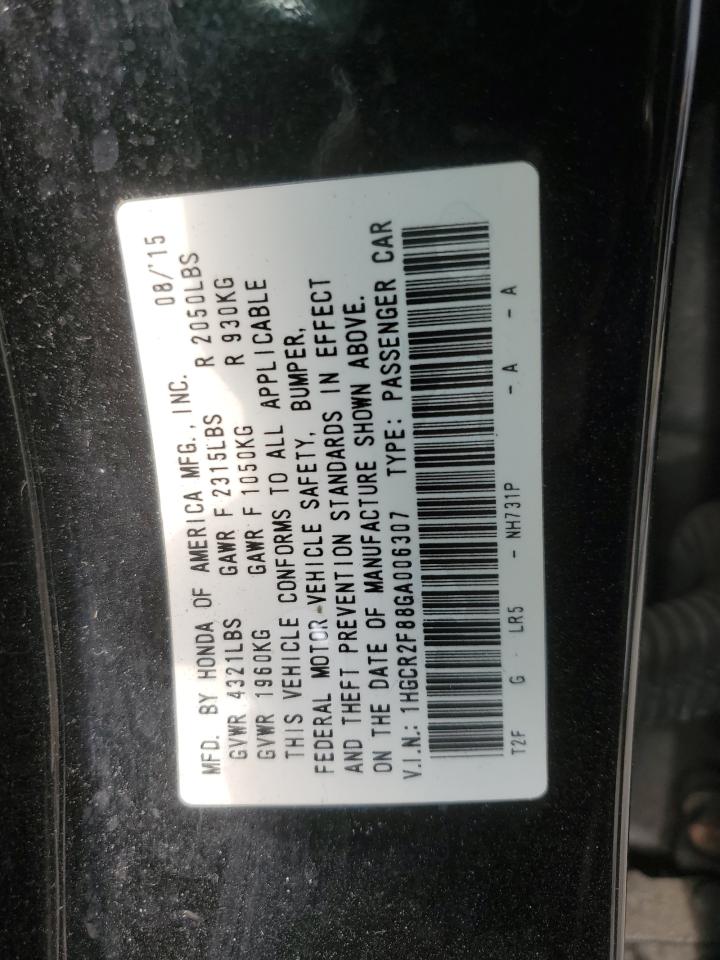 MFD. BY HONDA OF AMERICA MFG., INC. 08/'15
GVWR 4321LBS GAWR F 2315LBS R 2050LBS
GVWR 1960KG GAWR F 1050KG R 930KG
THIS VEHICLE CONFORMS TO ALL APPLICABLE
FEDERAL MOTOR-VEHICLE SAFETY, BUMPER,
AND THEFT PREVENTION STANDARDS IN EFFECT
ON THE DATE OF MANUFACTURE SHOWN ABOVE.
V.I.N.: 1HGCR2F88GA006307 TYPE: PASSENGER CAR
T2F G LR5 - NH731P - A - A